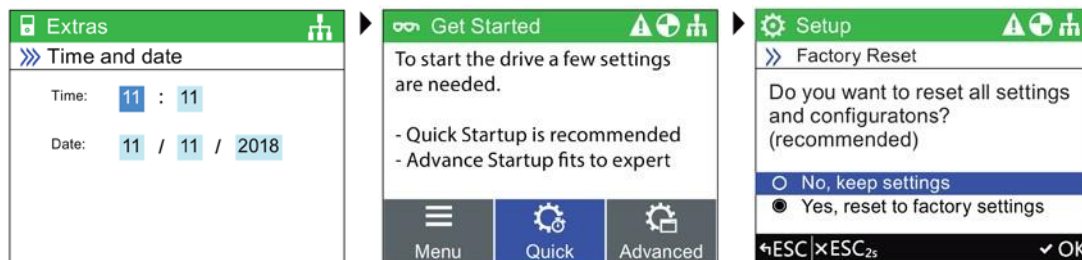 Extras
Time and date
Time: 11 : 11
Date: 11 / 11 / 2018
Get Started
To start the drive a few settings
are needed.
- Quick Startup is recommended
- Advance Startup fits to expert
Menu
Quick
Advanced
Setup
Factory Reset
Do you want to reset all settings
and configuratons?
(recommended)
No, keep settings
Yes, reset to factory settings
ESC ESC2s OK